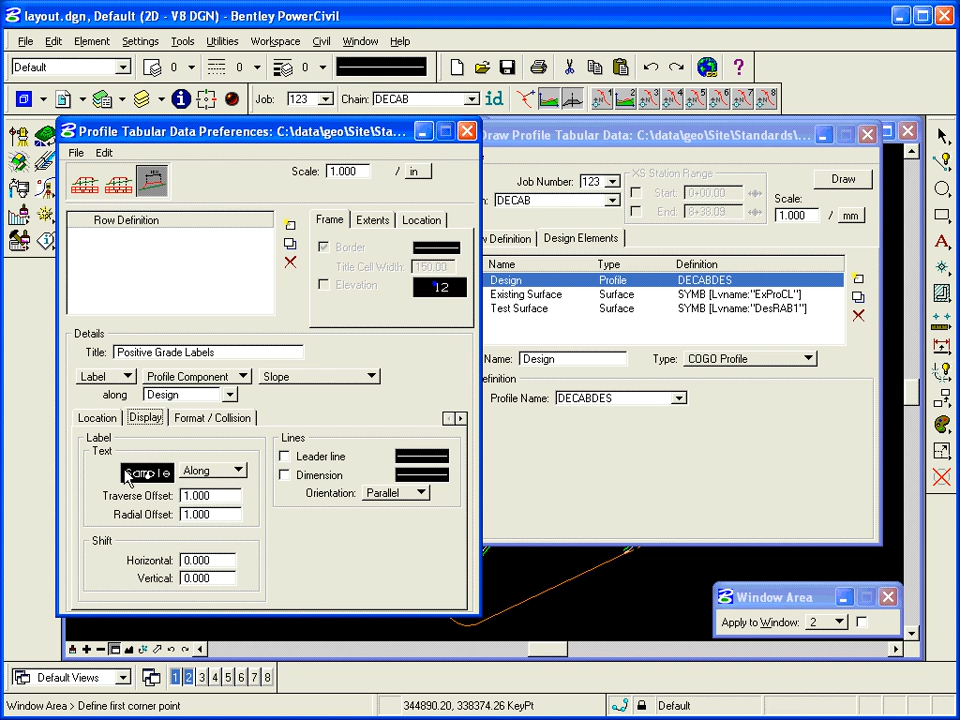 layout.dgn, Default (2D - V8 DGN) - Bentley PowerCivil
File Edit Element Settings Tools Utilities Workspace Civil Window Help
Default 0 0 0
Job: 123 Chain: DECAB id
Profile Tabular Data Preferences: C:\data\geo\Site\Sta...
File Edit
Scale: 1.000 / in
Row Definition
Frame Extents Location
Border
Title Cell Width: 150.00
Elevation 12
Details
Title: Positive Grade Labels
Label Profile Component Slope
along Design
Location Display Format / Collision
Label
Text
Sample Along
Traverse Offset: 1.000
Radial Offset: 1.000
Shift
Horizontal: 0.000
Vertical: 0.000
Lines
Leader line
Dimension
Orientation: Parallel
Draw Profile Tabular Data: C:\data\geo\Site\Standards\...
Job Number: 123
DECAB
XS Station Range
Start: 0+00.00
End: 8+38.09
Draw
Scale:
1.000 / mm
w Definition Design Elements
Name Type Definition
Design Profile DECABDES
Existing Surface Surface SYMB [Lvname:"ExProCL"]
Test Surface Surface SYMB [Lvname:"DesRAB1"]
Name: Design Type: COGO Profile
efinition
Profile Name: DECABDES
Window Area
Apply to Window: 2
Default Views 1 2 3 4 5 6 7 8
Window Area > Define first corner point 344890.20, 338374.26 KeyPt Default